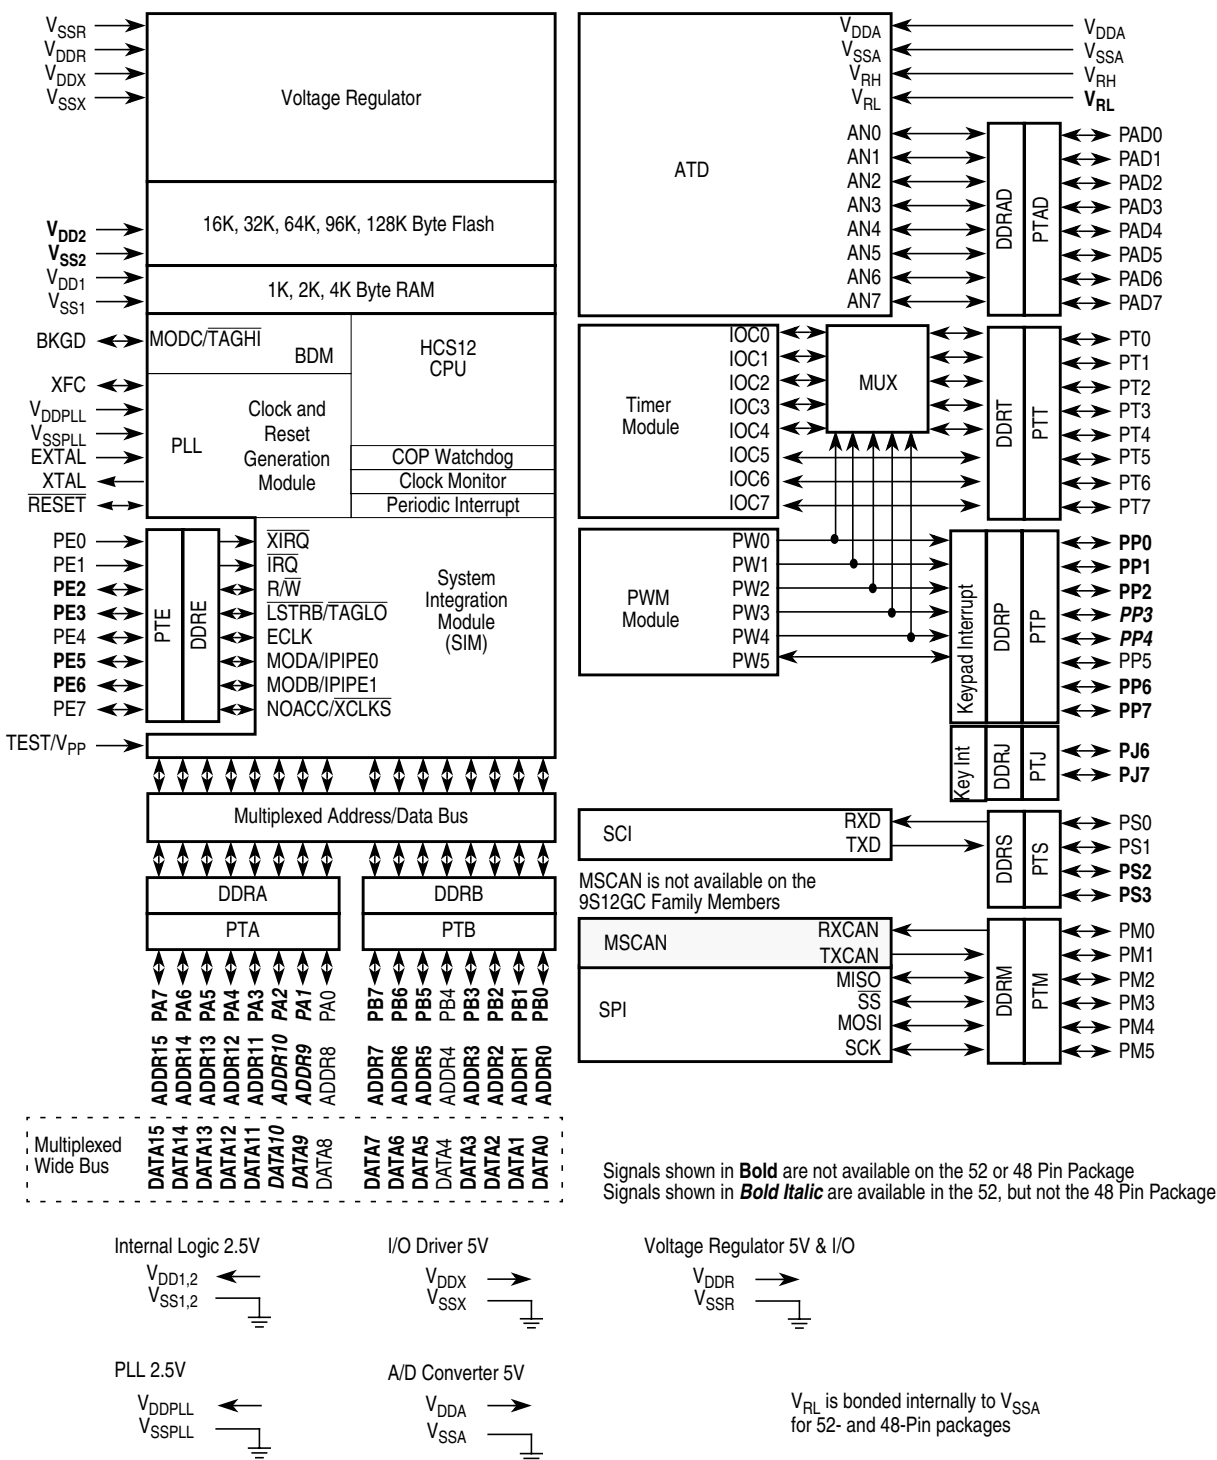 VSSR
VDDR
VDDX
VSSX
Voltage Regulator
16K, 32K, 64K, 96K, 128K Byte Flash
VDD2
VSS2
VDD1
VSS1
1K, 2K, 4K Byte RAM
BKGD
MODC/TAGHI
BDM
HCS12
CPU
XFC
VDDPLL
VSSPLL
EXTAL
XTAL
RESET
PLL
Clock and
Reset
Generation
Module
COP Watchdog
Clock Monitor
Periodic Interrupt
PE0
PE1
PE2
PE3
PE4
PE5
PE6
PE7
PTE
DDRE
XIRQ
IRQ
R/W
LSTRB/TAGLO
ECLK
MODA/IPIPE0
MODB/IPIPE1
NOACC/XCLKS
System
Integration
Module
(SIM)
TEST/VPP
Multiplexed Address/Data Bus
DDRA
DDRB
PTA
PTB
PA7
PA6
PA5
PA4
PA3
PA2
PA1
PA0
PB7
PB6
PB5
PB4
PB3
PB2
PB1
PB0
ADDR15
ADDR14
ADDR13
ADDR12
ADDR11
ADDR10
ADDR9
ADDR8
ADDR7
ADDR6
ADDR5
ADDR4
ADDR3
ADDR2
ADDR1
ADDR0
Multiplexed
Wide Bus
DATA15
DATA14
DATA13
DATA12
DATA11
DATA10
DATA9
DATA8
DATA7
DATA6
DATA5
DATA4
DATA3
DATA2
DATA1
DATA0
ATD
VDDA
VSSA
VRH
VRL
VDDA
VSSA
VRH
VRL
AN0
AN1
AN2
AN3
AN4
AN5
AN6
AN7
DDRAD
PTAD
PAD0
PAD1
PAD2
PAD3
PAD4
PAD5
PAD6
PAD7
Timer
Module
IOC0
IOC1
IOC2
IOC3
IOC4
IOC5
IOC6
IOC7
MUX
DDRT
PTT
PT0
PT1
PT2
PT3
PT4
PT5
PT6
PT7
PWM
Module
PW0
PW1
PW2
PW3
PW4
PW5
Keypad Interrupt
DDRP
PTP
PP0
PP1
PP2
PP3
PP4
PP5
PP6
PP7
Key Int
DDRJ
PTJ
PJ6
PJ7
SCI
RXD
TXD
DDRS
PTS
PS0
PS1
PS2
PS3
MSCAN is not available on the
9S12GC Family Members
MSCAN
RXCAN
TXCAN
SPI
MISO
SS
MOSI
SCK
DDRM
PTM
PM0
PM1
PM2
PM3
PM4
PM5
Signals shown in Bold are not available on the 52 or 48 Pin Package
Signals shown in Bold Italic are available in the 52, but not the 48 Pin Package
Internal Logic 2.5V
VDD1,2
VSS1,2
I/O Driver 5V
VDDX
VSSX
Voltage Regulator 5V & I/O
VDDR
VSSR
PLL 2.5V
VDDPLL
VSSPLL
A/D Converter 5V
VDDA
VSSA
VRL is bonded internally to VSSA
for 52- and 48-Pin packages